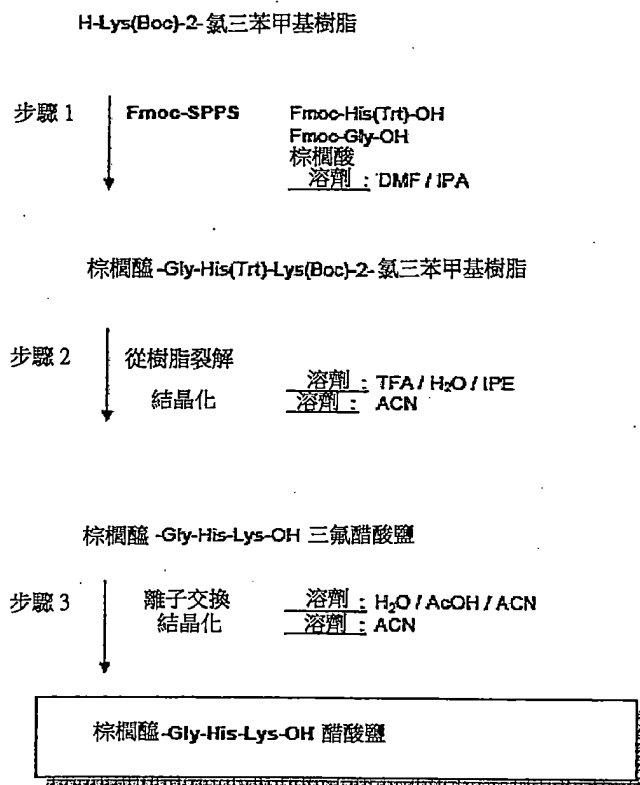 H-Lys(Boc)-2-氯三苯甲基樹脂
步驟 1 Fmoc-SPPS Fmoc-His(Trt)-OH
Fmoc-Gly-OH
棕櫚酸
溶劑 : DMF / IPA
棕櫚醯-Gly-His(Trt)-Lys(Boc)-2-氯三苯甲基樹脂
步驟 2 從樹脂裂解 溶劑 : TFA / H₂O / IPE
結晶化 溶劑 : ACN
棕櫚醯-Gly-His-Lys-OH 三氟醋酸鹽
步驟 3 離子交換 溶劑 : H₂O / AcOH / ACN
結晶化 溶劑 : ACN
棕櫚醯-Gly-His-Lys-OH 醋酸鹽